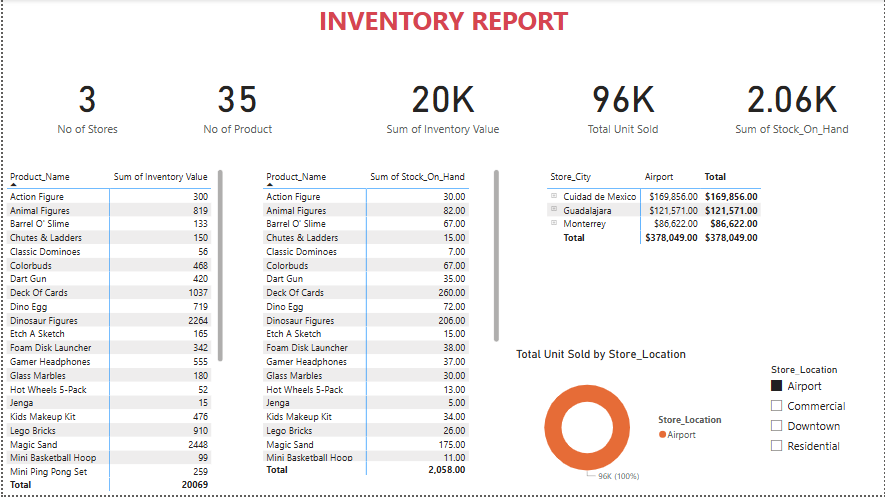 INVENTORY REPORT
3
No of Stores
35
No of Product
20K
Sum of Inventory Value
96K
Total Unit Sold
2.06K
Sum of Stock_On_Hand
Product_Name Sum of Inventory Value
Action Figure 300
Animal Figures 819
Barrel O' Slime 133
Chutes & Ladders 150
Classic Dominoes 56
Colorbuds 468
Dart Gun 420
Deck Of Cards 1037
Dino Egg 719
Dinosaur Figures 2264
Etch A Sketch 165
Foam Disk Launcher 342
Gamer Headphones 555
Glass Marbles 180
Hot Wheels 5-Pack 52
Jenga 15
Kids Makeup Kit 476
Lego Bricks 910
Magic Sand 2448
Mini Basketball Hoop 99
Mini Ping Pong Set 259
Total 20069
Product_Name Sum of Stock_On_Hand
Action Figure 30.00
Animal Figures 82.00
Barrel O' Slime 67.00
Chutes & Ladders 15.00
Classic Dominoes 7.00
Colorbuds 67.00
Dart Gun 35.00
Deck Of Cards 260.00
Dino Egg 72.00
Dinosaur Figures 206.00
Etch A Sketch 15.00
Foam Disk Launcher 38.00
Gamer Headphones 37.00
Glass Marbles 30.00
Hot Wheels 5-Pack 13.00
Jenga 5.00
Kids Makeup Kit 34.00
Lego Bricks 26.00
Magic Sand 175.00
Mini Basketball Hoop 11.00
Total 2,058.00
Store_City Airport Total
Cuidad de Mexico $169,856.00 $169,856.00
Guadalajara $121,571.00 $121,571.00
Monterrey $86,622.00 $86,622.00
Total $378,049.00 $378,049.00
Total Unit Sold by Store_Location
96K (100%)
Store_Location
Airport
Store_Location
Airport
Commercial
Downtown
Residential